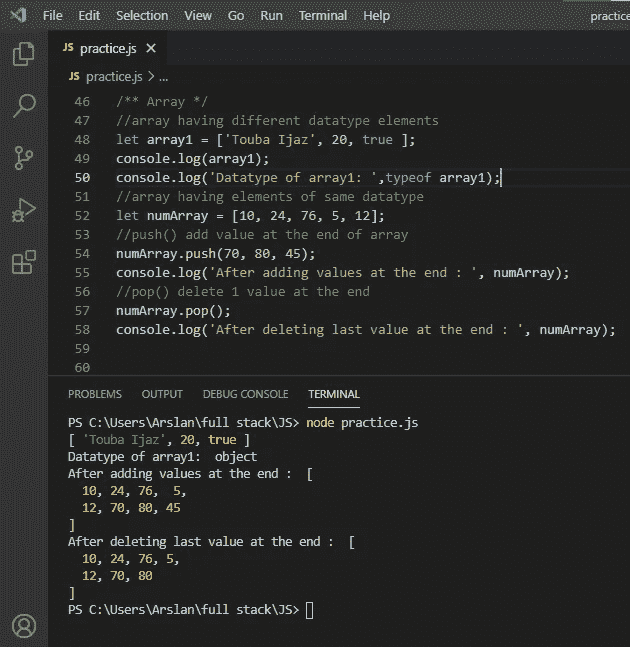 File Edit Selection View Go Run Terminal Help practice
JS practice.js ×
JS practice.js > ...
46 /** Array */
47 //array having different datatype elements
48 let array1 = ['Touba Ijaz', 20, true ];
49 console.log(array1);
50 console.log('Datatype of array1: ',typeof array1);
51 //array having elements of same datatype
52 let numArray = [10, 24, 76, 5, 12];
53 //push() add value at the end of array
54 numArray.push(70, 80, 45);
55 console.log('After adding values at the end : ', numArray);
56 //pop() delete 1 value at the end
57 numArray.pop();
58 console.log('After deleting last value at the end : ', numArray);
59
60
PROBLEMS OUTPUT DEBUG CONSOLE TERMINAL
PS C:\Users\Arslan\full stack\JS> node practice.js
[ 'Touba Ijaz', 20, true ]
Datatype of array1:  object
After adding values at the end :  [
  10, 24, 76,  5,
  12, 70, 80, 45
]
After deleting last value at the end :  [
  10, 24, 76, 5,
  12, 70, 80
]
PS C:\Users\Arslan\full stack\JS>